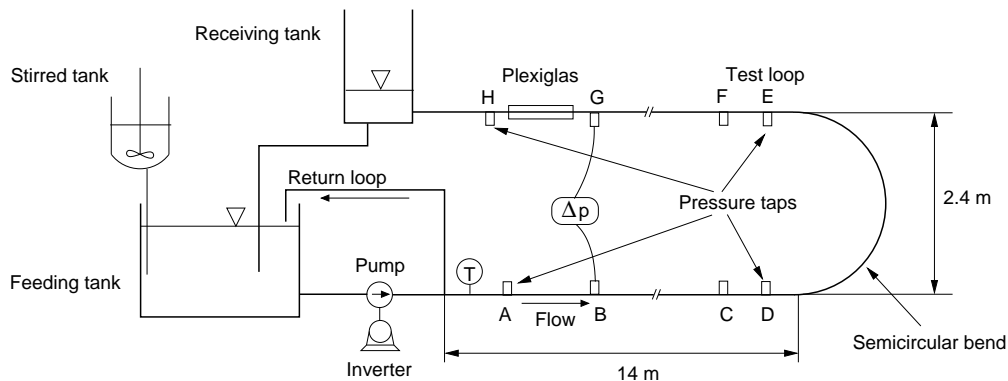 Receiving tank
Stirred tank
Plexiglas
Test loop
H
G
F
E
Return loop
Δp
Pressure taps
2.4 m
Feeding tank
Pump
T
A
Flow
B
C
D
Inverter
Semicircular bend
14 m